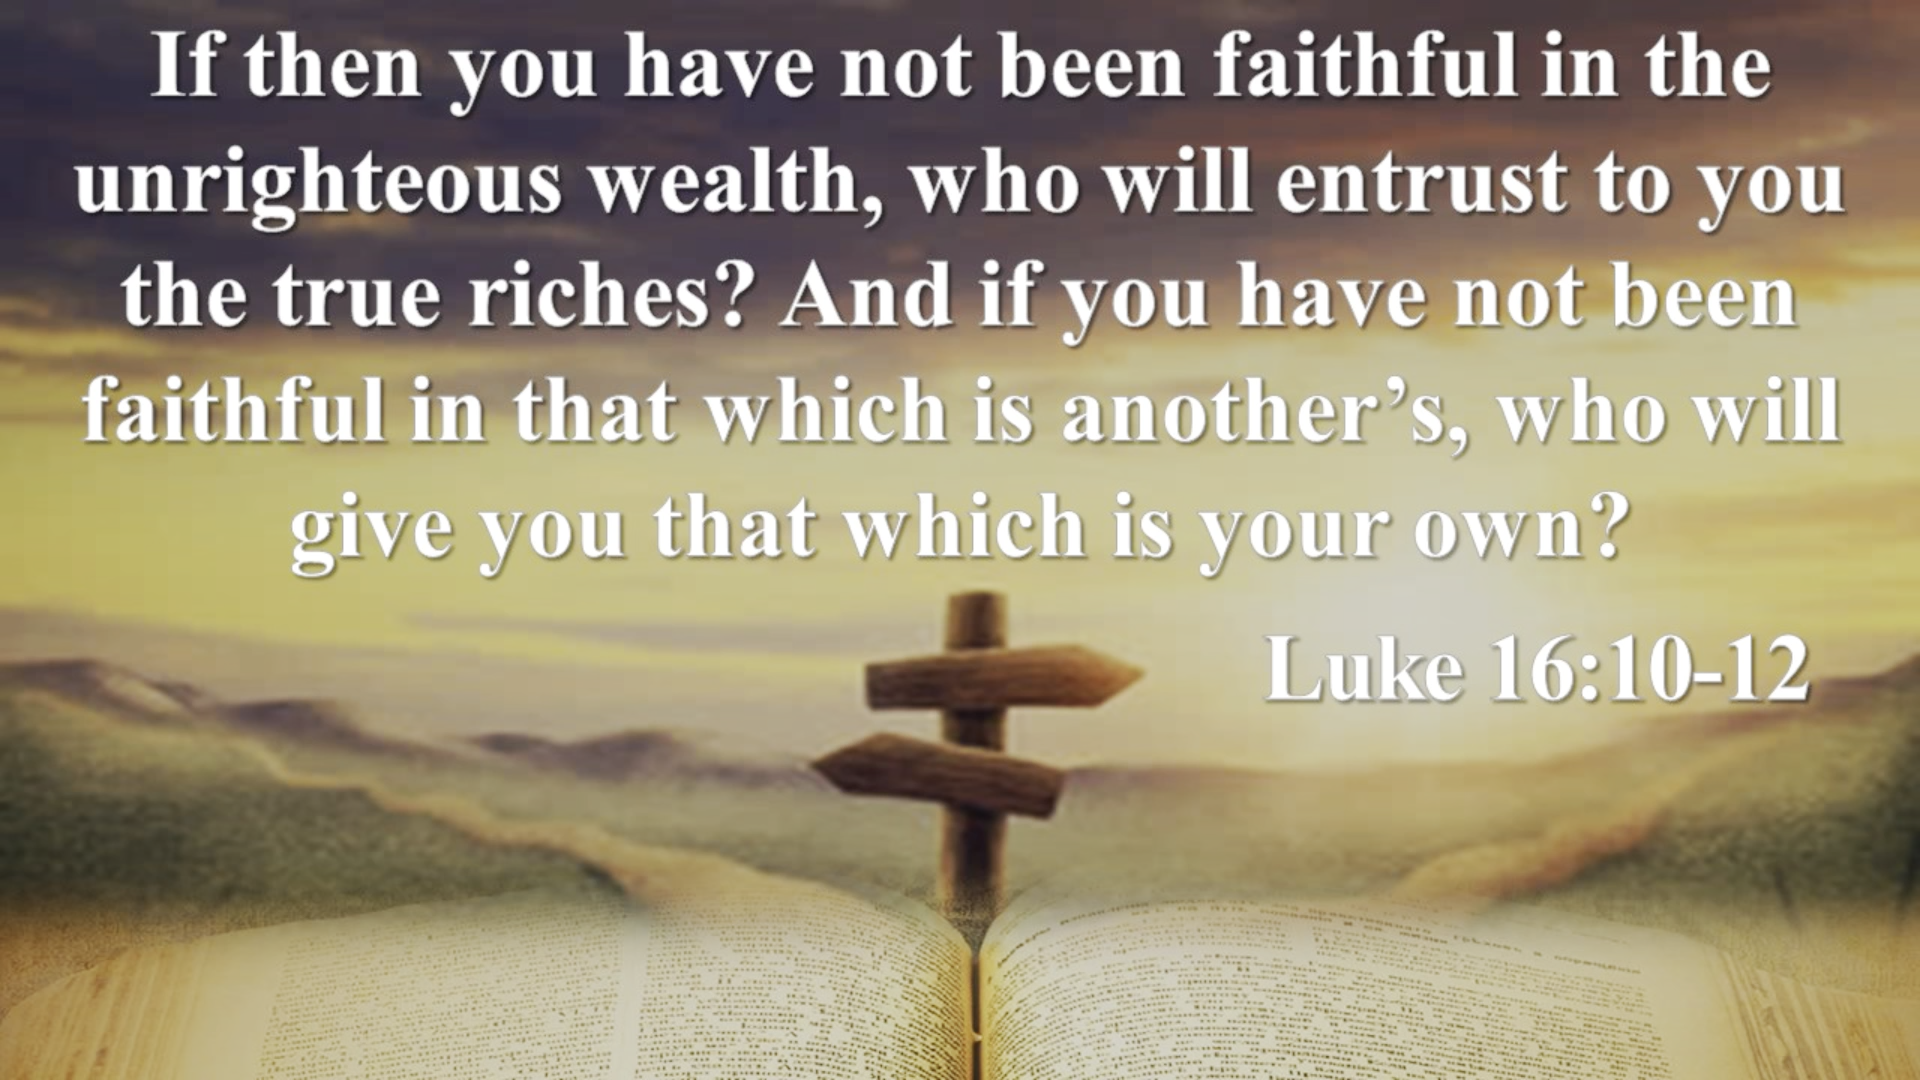 If then you have not been faithful in the
unrighteous wealth, who will entrust to you
the true riches? And if you have not been
faithful in that which is another’s, who will
give you that which is your own?
Luke 16:10-12